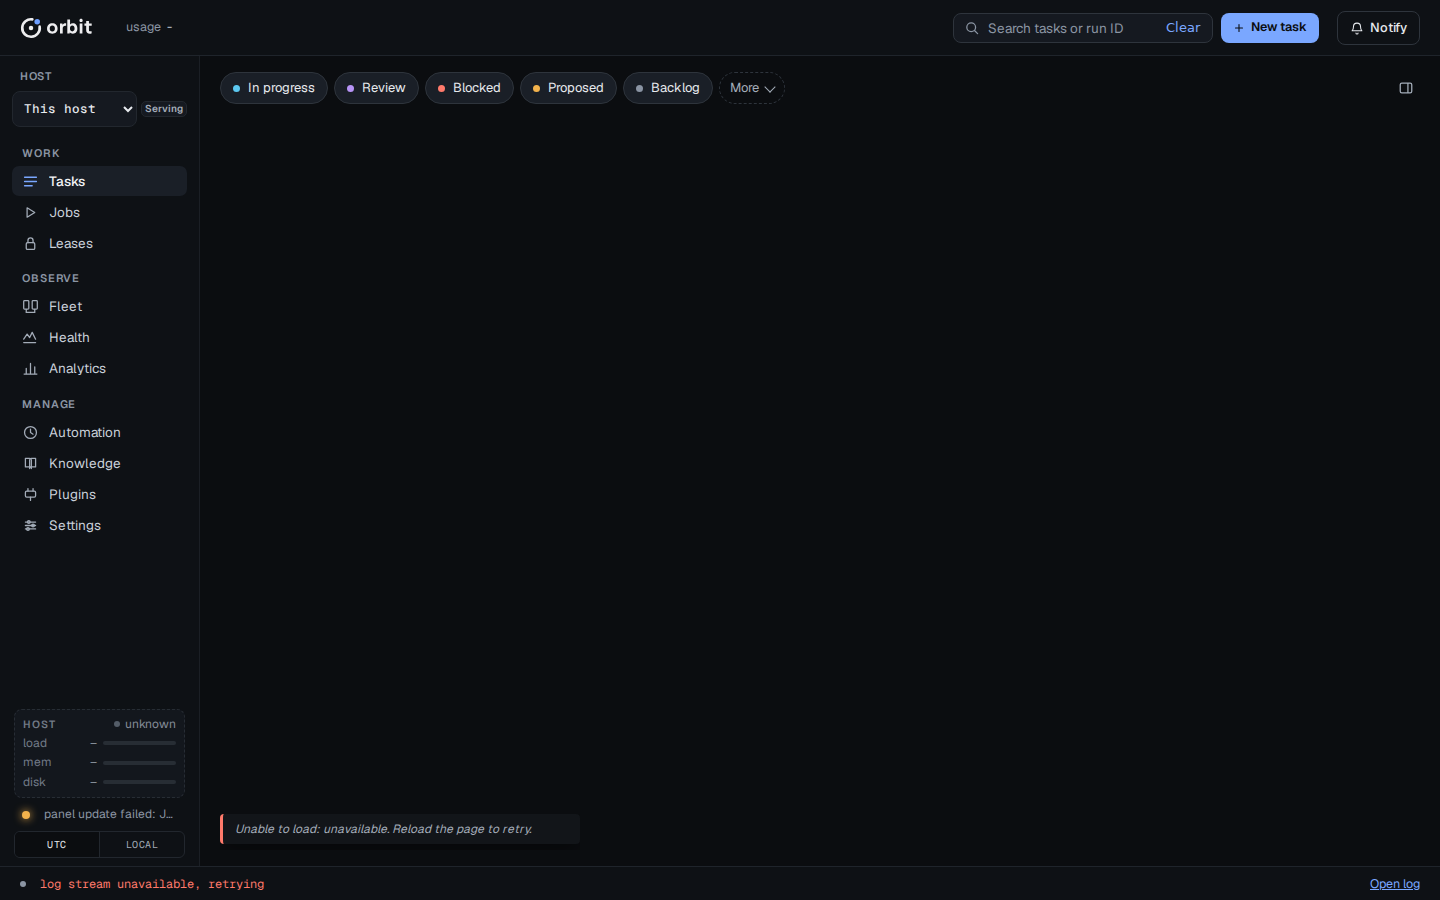 orbit
usage -
Search tasks or run ID
Clear
+ New task
Notify
HOST
This host
Serving
In progress
Review
Blocked
Proposed
Backlog
More
WORK
Tasks
Jobs
Leases
OBSERVE
Fleet
Health
Analytics
MANAGE
Automation
Knowledge
Plugins
Settings
HOST
unknown
load –
mem –
disk –
panel update failed: J…
UTC
LOCAL
Unable to load: unavailable. Reload the page to retry.
log stream unavailable, retrying
Open log